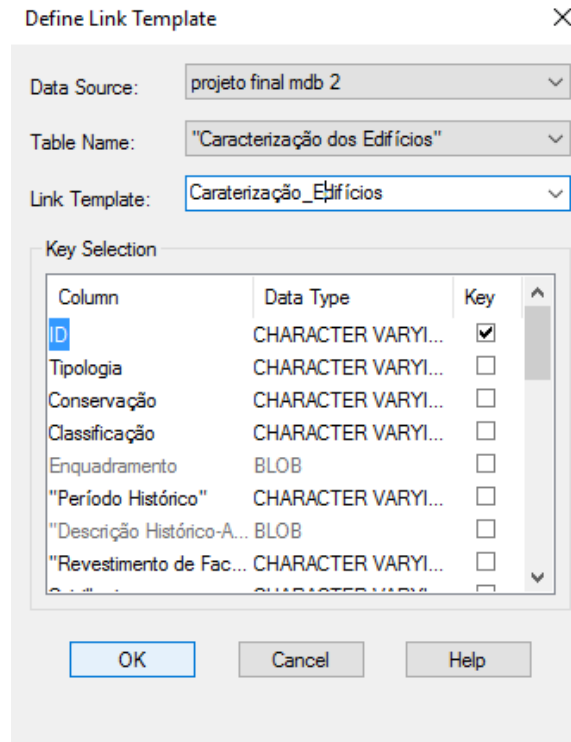 Define Link Template
Data Source: projeto final mdb 2
Table Name: "Caracterização dos Edifícios"
Link Template: Caraterização_Edifícios
Key Selection
Column Data Type Key
ID CHARACTER VARYI...
Tipologia CHARACTER VARYI...
Conservação CHARACTER VARYI...
Classificação CHARACTER VARYI...
Enquadramento BLOB
"Período Histórico" CHARACTER VARYI...
"Descrição Histórico-A... BLOB
"Revestimento de Fac... CHARACTER VARYI...
CHARACTER VARYI...
OK Cancel Help